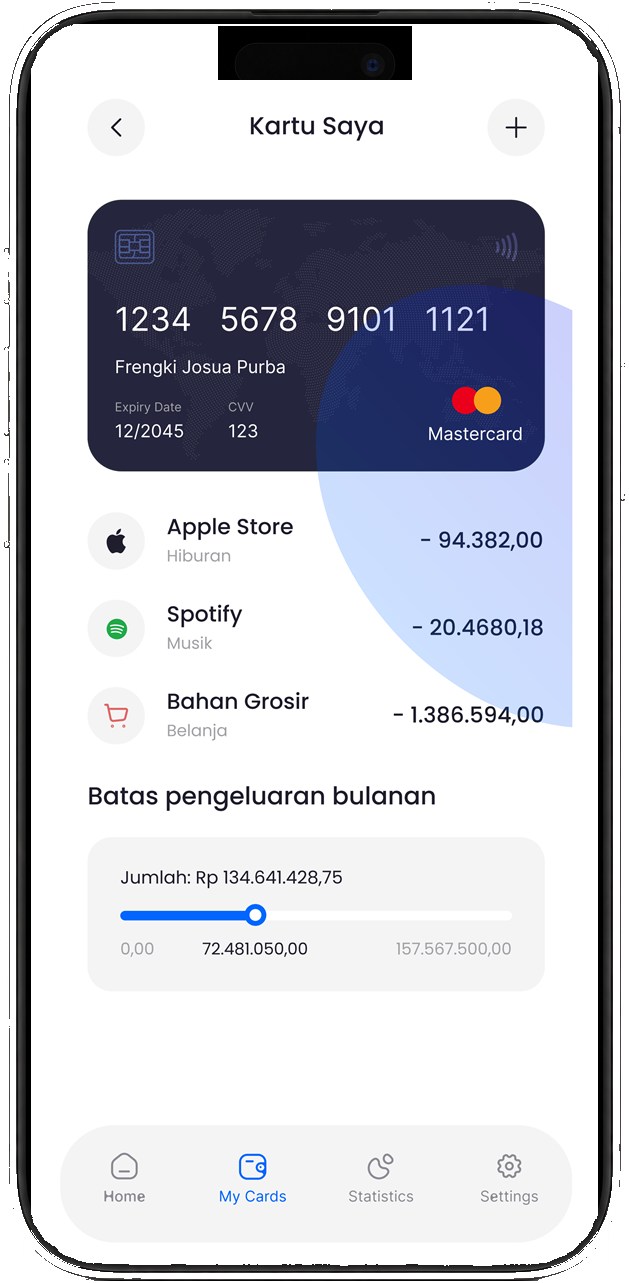 Kartu Saya
1234 5678 9101 1121
Frengki Josua Purba
Expiry Date CVV
12/2045 123
Mastercard
Apple Store
Hiburan
- 94.382,00
Spotify
Musik
- 20.4680,18
Bahan Grosir
Belanja
- 1.386.594,00
Batas pengeluaran bulanan
Jumlah: Rp 134.641.428,75
0,00 72.481.050,00 157.567.500,00
Home My Cards Statistics Settings